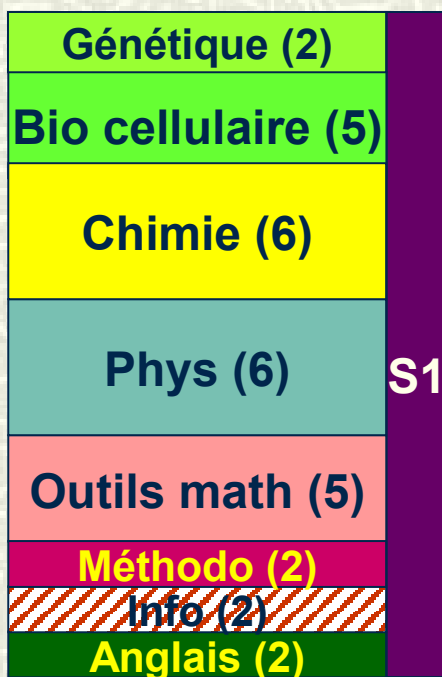 Génétique (2)
Bio cellulaire (5)
Chimie (6)
Phys (6)
S1
Outils math (5)
Méthodo (2)
Info (2)
Anglais (2)